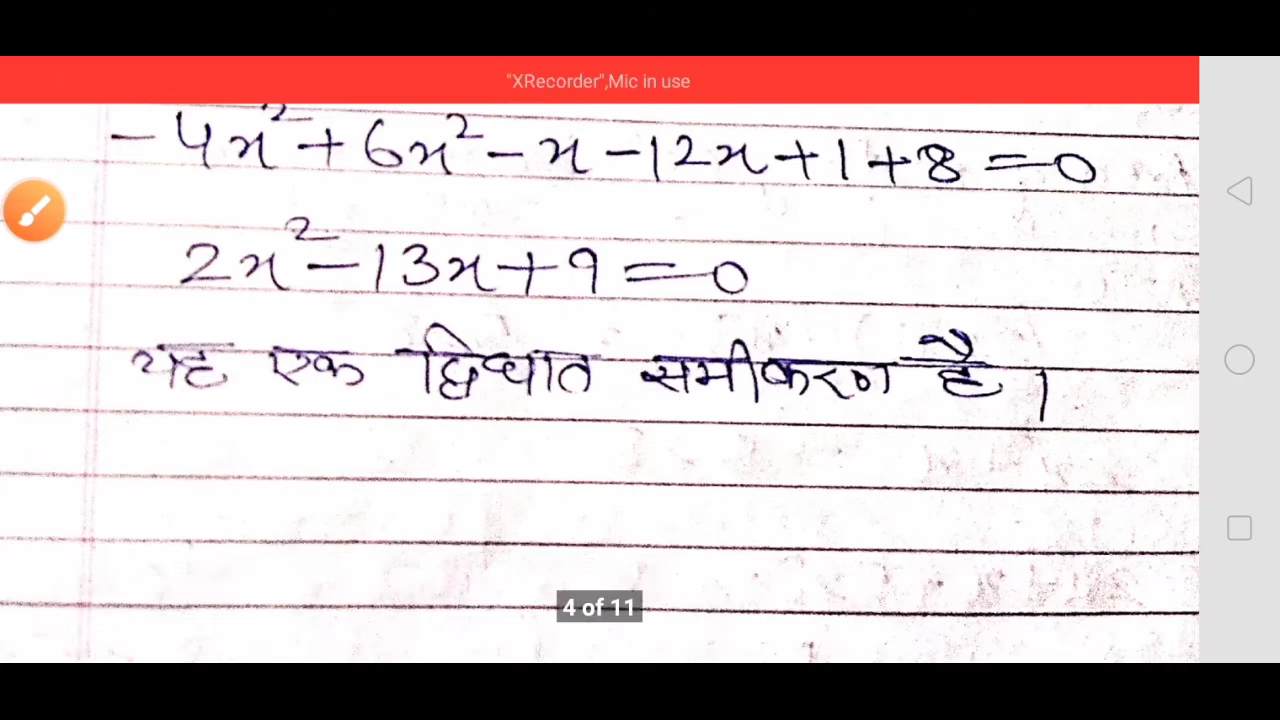 "XRecorder",Mic in use
-4x²+6x²-x-12x+1+8=0
2x²-13x+9=0
यह एक द्विघात समीकरण है।
4 of 11